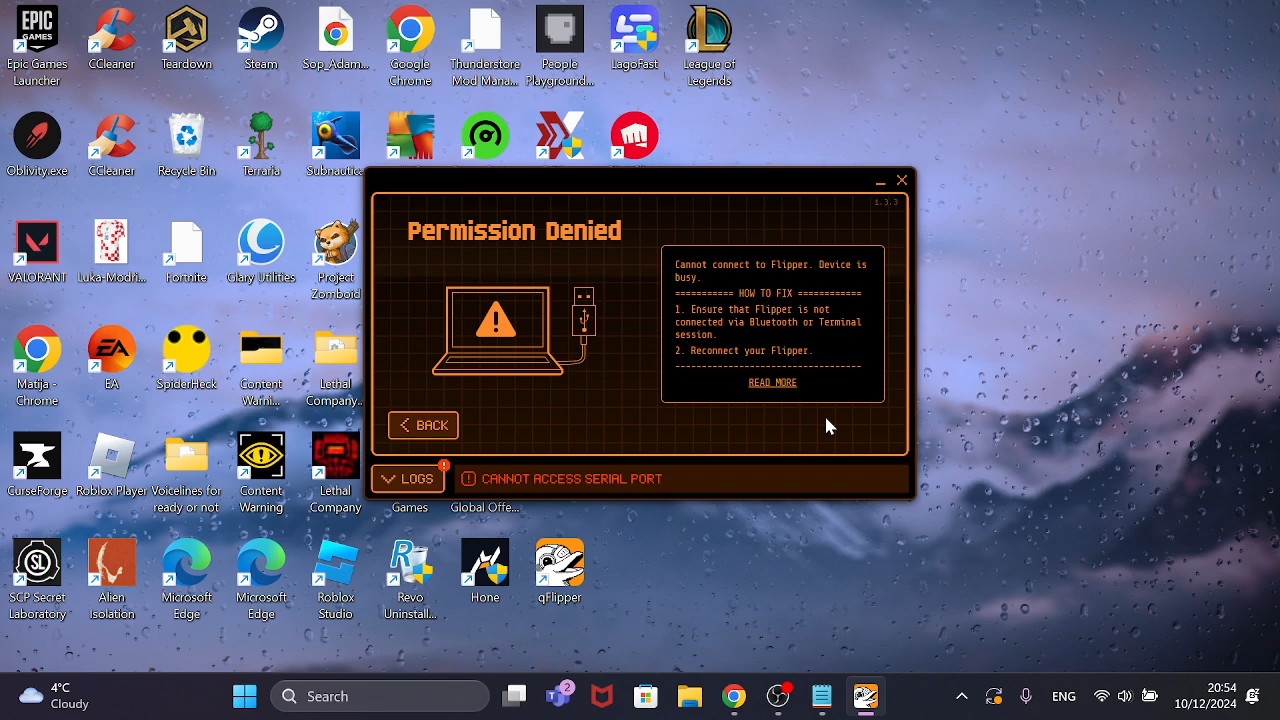 EPIC
GAMES
Epic Games
Launcher
CCleaner
Teardown
Steam
Sop_Adam...
Google
Chrome
Thunderstore
Mod Mana...
People
Playground...
LagoFast
League of
Legends
Oblivity.exe
CCleaner
Recycle Bin
Terraria
Subnautica
Permission Denied
1.3.3
Cannot connect to Flipper. Device is
busy.
=========== HOW TO FIX ============
1. Ensure that Flipper is not
connected via Bluetooth or Terminal
session.
2. Reconnect your Flipper.
-----------------------------------
READ MORE
BACK
LOGS
CANNOT ACCESS SERIAL PORT
VALORANT
Luka-Modri...
Fortnite
Glary Utilities
Project
Zomboid
Matija -
Chrome
EA
SpiderHeck
Content
Warni...
Lethal
Company...
CurseForge
Roblox Player
Voicelines for
ready or not
Content
Warning
Lethal
Company
Games
Global Offe...
SL
SCP Secret
Laboratory
Alien
Isolation
Microsoft
Edge
Microsoft
Edge
Roblox
Studio
Revo
Uninstall...
Hone
qFlipper
4°C
Cloudy
Search
2
ENG
20:54
10/12/2024